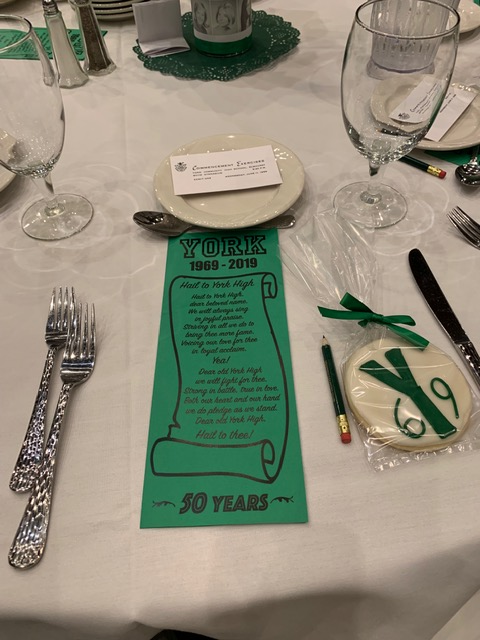 COMMENCEMENT EXERCISES
YORK
1969 - 2019
Hail to York High
Hail to York High,
dear beloved name.
We will always sing
in joyful praise.
Striving in all we do to
bring thee more fame,
Voicing our love for thee
in loyal acclaim.
Yea!
Dear old York High
we will fight for thee.
Strong in battle, true in love.
Both our heart and our hand
we do pledge as we stand.
Dear old York High,
Hail to thee!
50 YEARS
Y
69